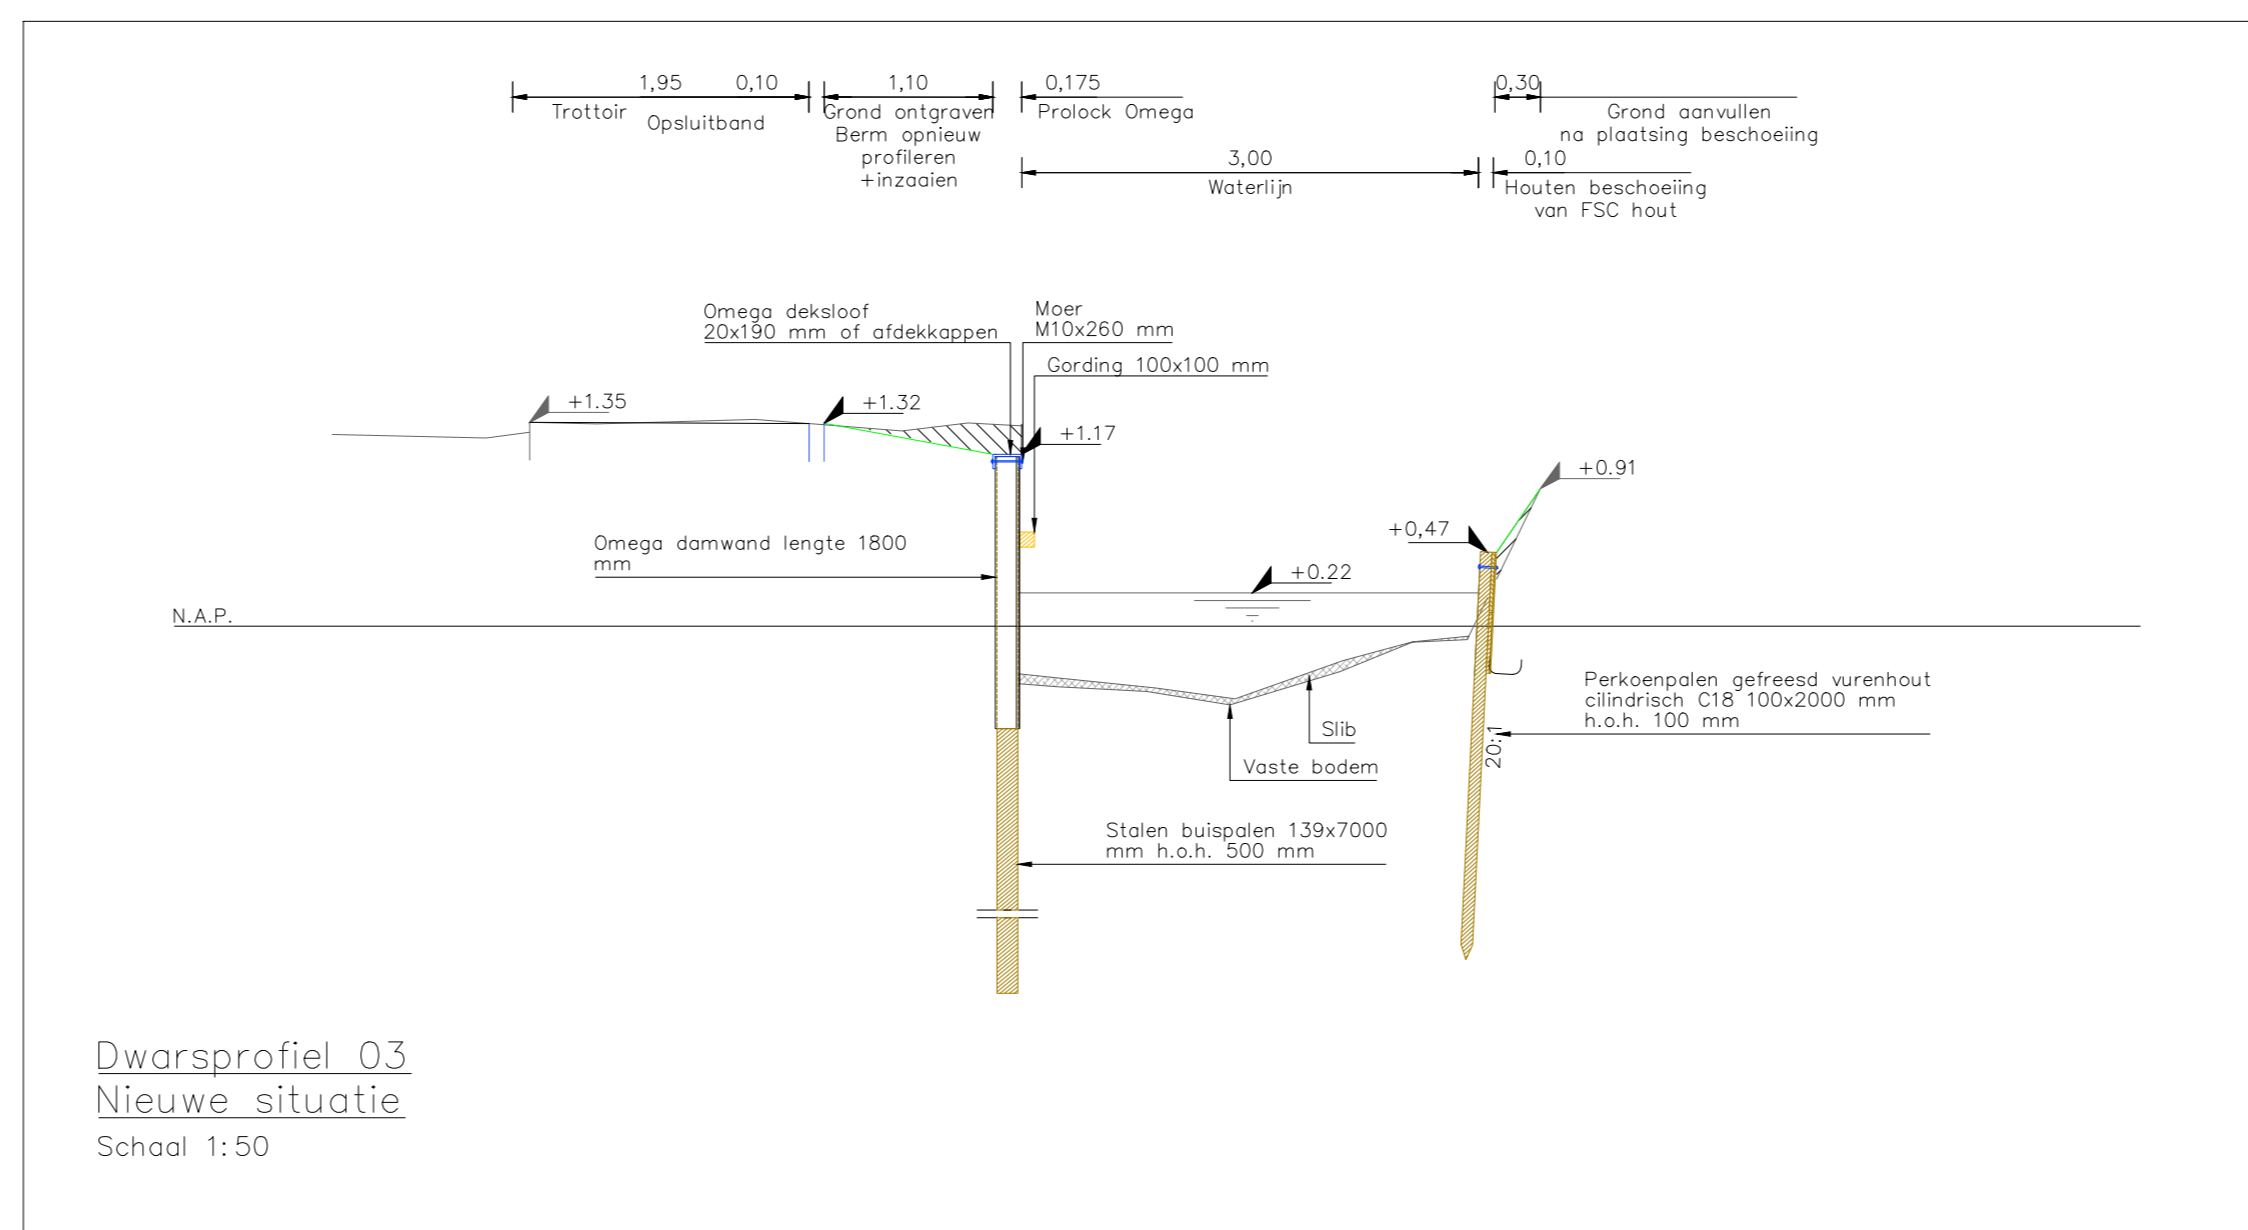 1,95
0,10
1,10
0,175
0,30
Trottoir
Opsluitband
Grond ontgraven
Berm opnieuw
profileren
+inzaaien
Prolock Omega
Grond aanvullen
na plaatsing beschoeiing
3,00
Waterlijn
0,10
Houten beschoeiing
van FSC hout
Omega deksloof
20x190 mm of afdekkappen
Moer
M10x260 mm
Gording 100x100 mm
+1.35
+1.32
+1.17
+0.91
+0,47
Omega damwand lengte 1800
mm
+0.22
N.A.P.
Perkoenpalen gefreesd vurenhout
cilindrisch C18 100x2000 mm
h.o.h. 100 mm
20:1
Slib
Vaste bodem
Stalen buispalen 139x7000
mm h.o.h. 500 mm
Dwarsprofiel 03
Nieuwe situatie
Schaal 1:50